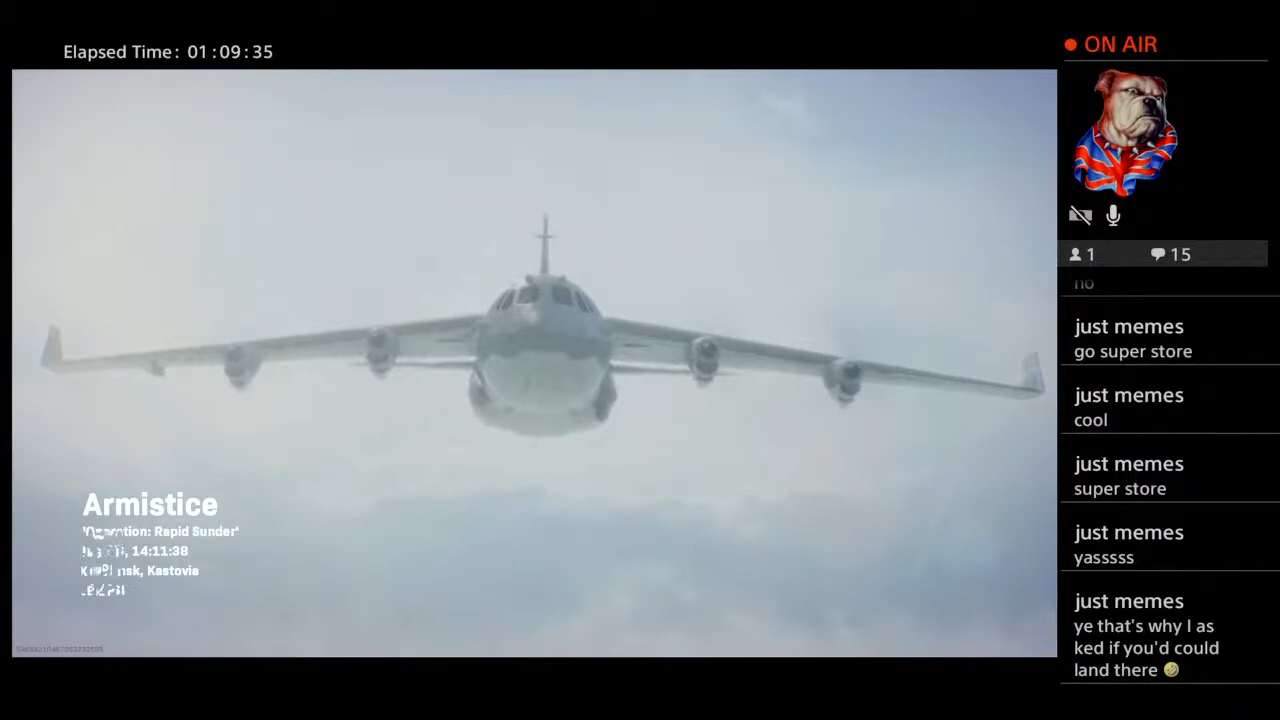 Elapsed Time: 01:09:35
ON AIR
1
15
no
just memes
go super store
just memes
cool
just memes
super store
just memes
yasssss
just memes
ye that's why I as
ked if you'd could
land there 🤣
Armistice
Rapid Sunder'
14:11:38
Kastovia